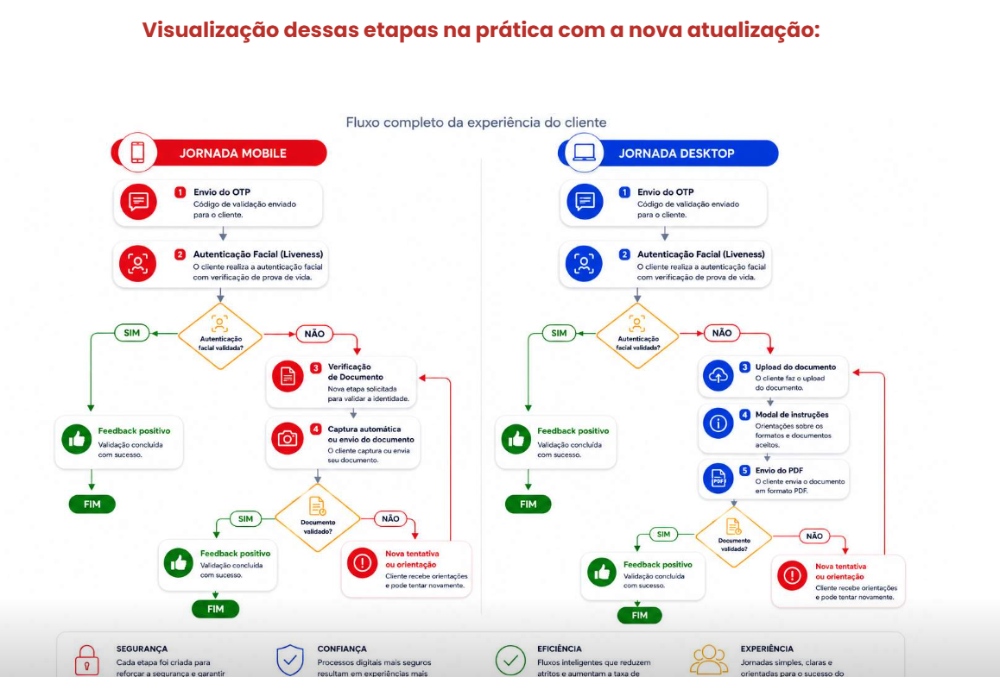 Visualização dessas etapas na prática com a nova atualização:
Fluxo completo da experiência do cliente
JORNADA MOBILE
1 Envio do OTP
Código de validação enviado
para o cliente.
2 Autenticação Facial (Liveness)
O cliente realiza a autenticação facial
com verificação de prova de vida.
Autenticação
facial validada?
SIM
NÃO
3 Verificação
de Documento
Nova etapa solicitada
para validar a identidade.
4 Captura automática
ou envio do documento
O cliente captura ou envia
seu documento.
Feedback positivo
Validação concluída
com sucesso.
FIM
Documento
validado?
SIM
NÃO
Feedback positivo
Validação concluída
com sucesso.
FIM
Nova tentativa
ou orientação
Cliente recebe orientações
e pode tentar novamente.
JORNADA DESKTOP
1 Envio do OTP
Código de validação enviado
para o cliente.
2 Autenticação Facial (Liveness)
O cliente realiza a autenticação facial
com verificação de prova de vida.
Autenticação
facial validada?
SIM
NÃO
3 Upload do documento
O cliente faz o upload
do documento.
4 Modal de instruções
Orientações sobre os
formatos e documentos
aceitos.
5 Envio do PDF
O cliente envia o documento
em formato PDF.
PDF
Feedback positivo
Validação concluída
com sucesso.
FIM
Documento
validado?
SIM
NÃO
Feedback positivo
Validação concluída
com sucesso.
FIM
Nova tentativa
ou orientação
Cliente recebe orientações
e pode tentar novamente.
SEGURANÇA
Cada etapa foi criada para
reforçar a segurança e garantir
CONFIANÇA
Processos digitais mais seguros
resultam em experiências mais
EFICIÊNCIA
Fluxos inteligentes que reduzem
atritos e aumentam a taxa de
EXPERIÊNCIA
Jornadas simples, claras e
orientadas para o sucesso do